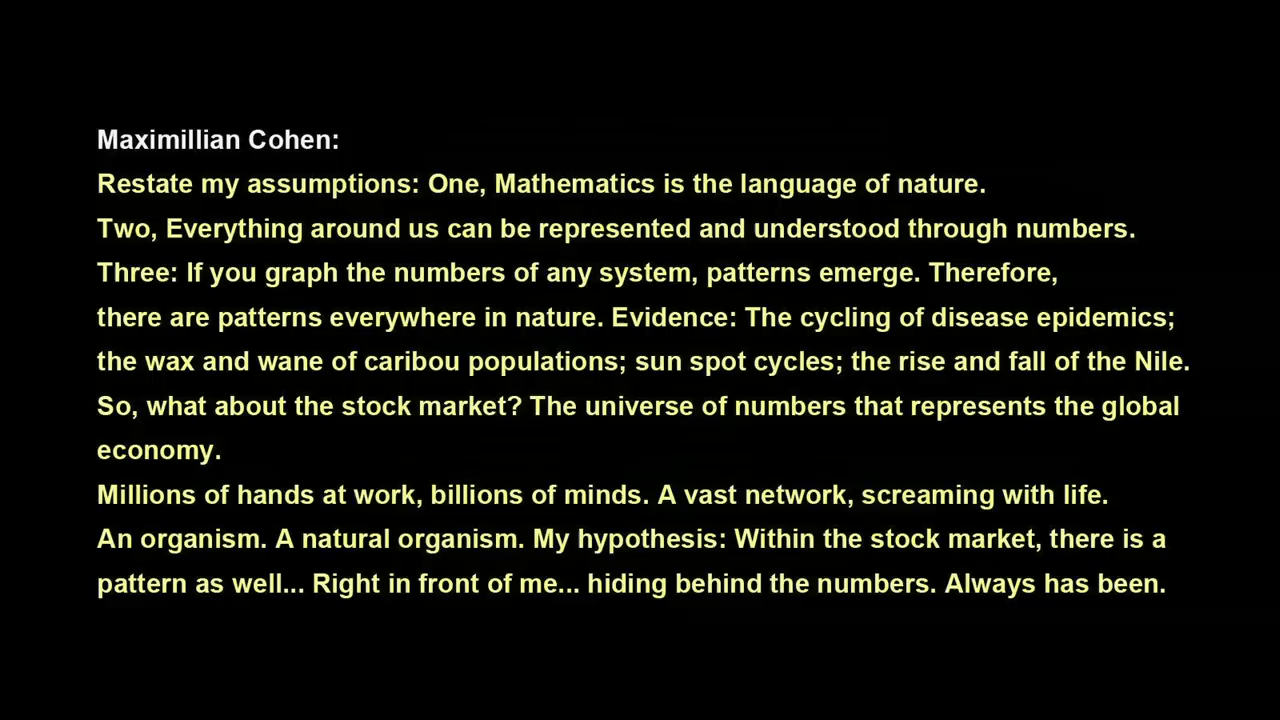 Maximillian Cohen:
Restate my assumptions: One, Mathematics is the language of nature.
Two, Everything around us can be represented and understood through numbers.
Three: If you graph the numbers of any system, patterns emerge. Therefore,
there are patterns everywhere in nature. Evidence: The cycling of disease epidemics;
the wax and wane of caribou populations; sun spot cycles; the rise and fall of the Nile.
So, what about the stock market? The universe of numbers that represents the global
economy.
Millions of hands at work, billions of minds. A vast network, screaming with life.
An organism. A natural organism. My hypothesis: Within the stock market, there is a
pattern as well... Right in front of me... hiding behind the numbers. Always has been.